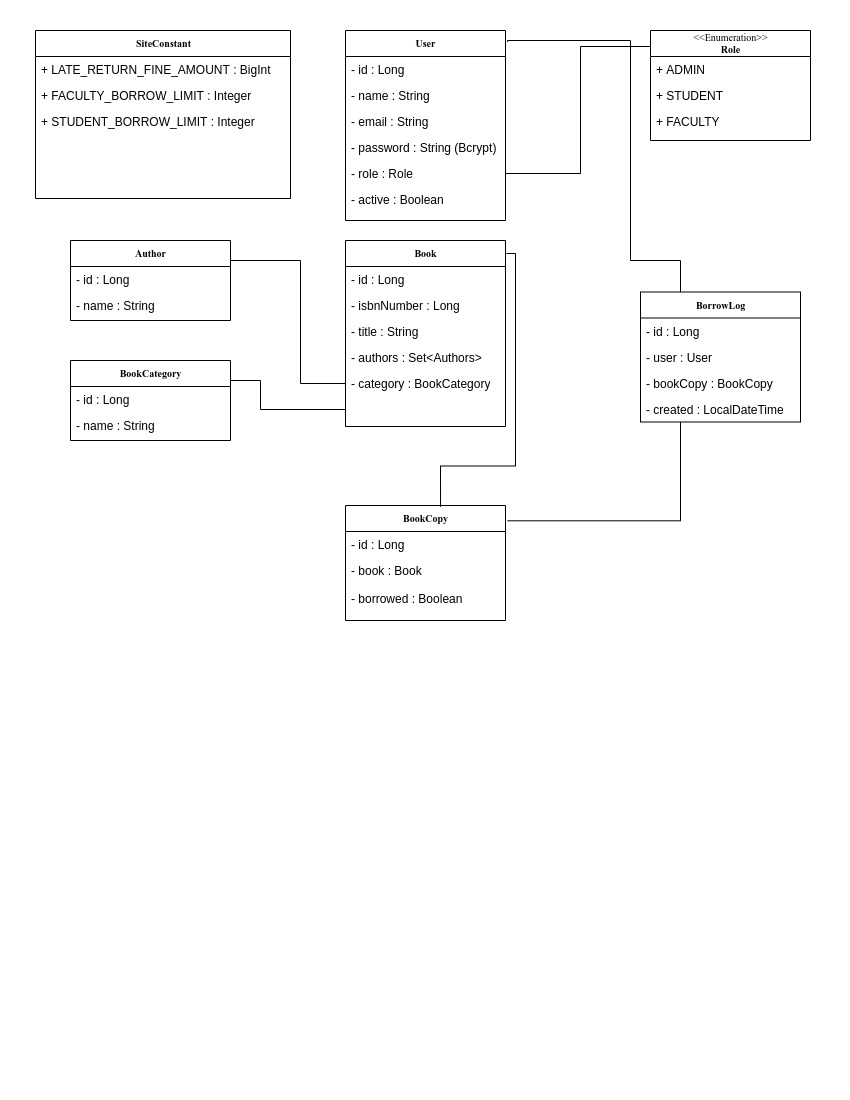 SiteConstant
+ LATE_RETURN_FINE_AMOUNT : BigInt
+ FACULTY_BORROW_LIMIT : Integer
+ STUDENT_BORROW_LIMIT : Integer
User
- id : Long
- name : String
- email : String
- password : String (Bcrypt)
- role : Role
- active : Boolean
<<Enumeration>>
Role
+ ADMIN
+ STUDENT
+ FACULTY
Author
- id : Long
- name : String
BookCategory
- id : Long
- name : String
Book
- id : Long
- isbnNumber : Long
- title : String
- authors : Set<Authors>
- category : BookCategory
BorrowLog
- id : Long
- user : User
- bookCopy : BookCopy
- created : LocalDateTime
BookCopy
- id : Long
- book : Book
- borrowed : Boolean